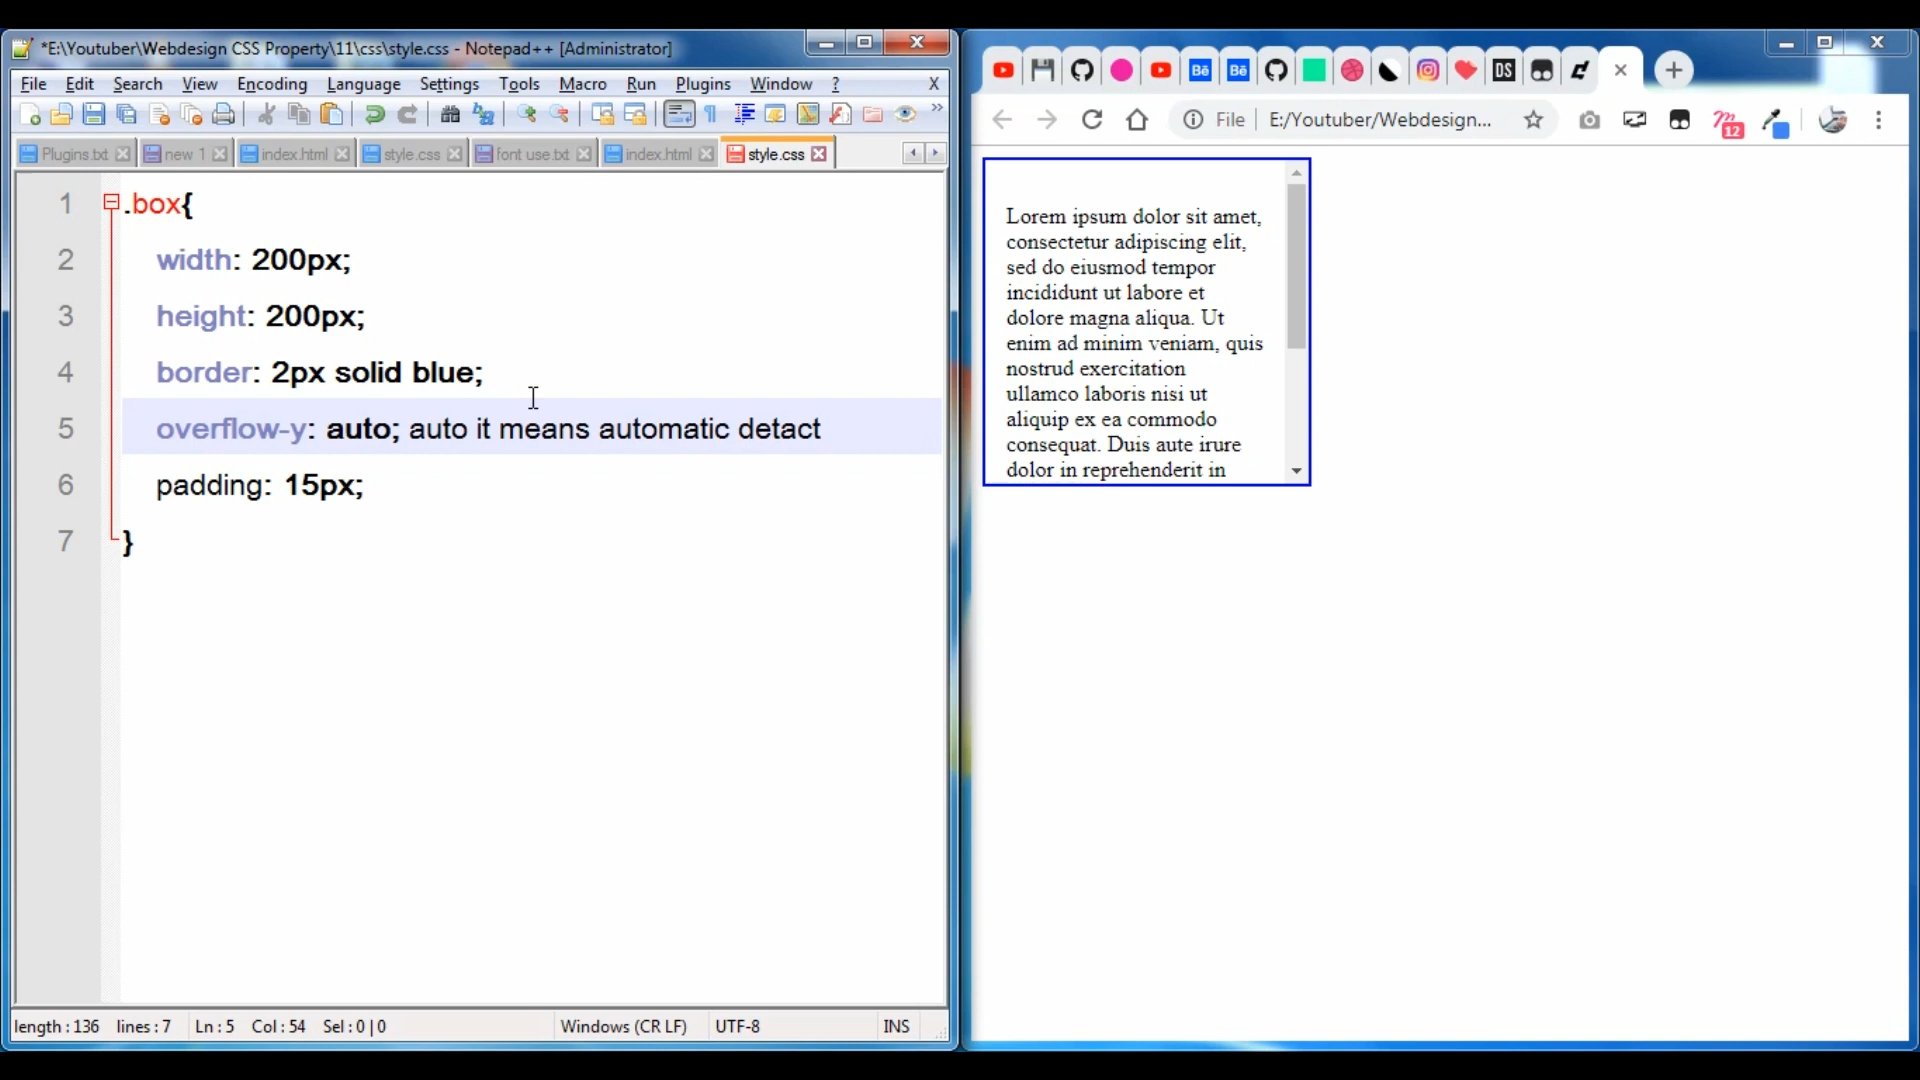 *E:\Youtuber\Webdesign CSS Property\11\css\style.css - Notepad++ [Administrator]
File Edit Search View Encoding Language Settings Tools Macro Run Plugins Window ? X
Plugins.txt new 1 index.html style.css font use.txt index.html style.css
1 .box{
2 width: 200px;
3 height: 200px;
4 border: 2px solid blue;
5 overflow-y: auto; auto it means automatic detact
6 padding: 15px;
7 }
length : 136 lines : 7 Ln : 5 Col : 54 Sel : 0 | 0 Windows (CR LF) UTF-8 INS
Bē Bē DS
File E:/Youtuber/Webdesign... 12
Lorem ipsum dolor sit amet,
consectetur adipiscing elit,
sed do eiusmod tempor
incididunt ut labore et
dolore magna aliqua. Ut
enim ad minim veniam, quis
nostrud exercitation
ullamco laboris nisi ut
aliquip ex ea commodo
consequat. Duis aute irure
dolor in reprehenderit in